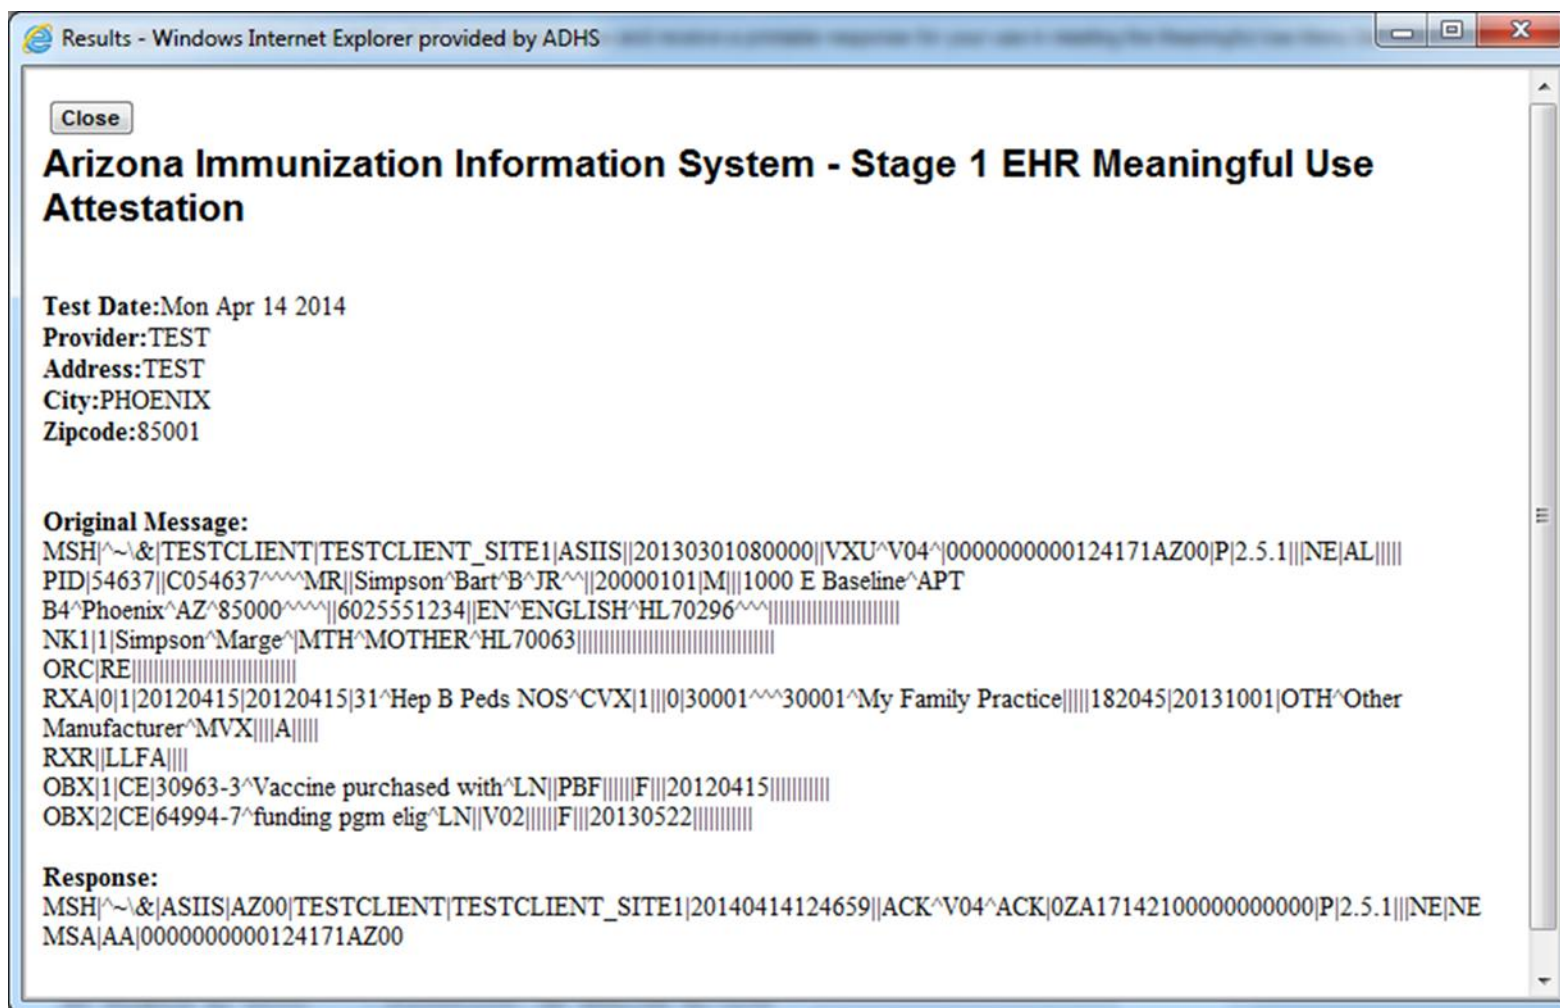 Results - Windows Internet Explorer provided by ADHS
Close
Arizona Immunization Information System - Stage 1 EHR Meaningful Use
Attestation
Test Date:Mon Apr 14 2014
Provider:TEST
Address:TEST
City:PHOENIX
Zipcode:85001
Original Message:
MSH|^~\&|TESTCLIENT|TESTCLIENT_SITE1|ASIIS||20130301080000||VXU^V04^|0000000000124171AZ00|P|2.5.1|||NE|AL|||||
PID|54637||C054637^^^^MR||Simpson^Bart^B^JR^^||20000101|M|||1000 E Baseline^APT
B4^Phoenix^AZ^85000^^^^||6025551234||EN^ENGLISH^HL70296^^^||||||||||||||||||||||||
NK1|1|Simpson^Marge^|MTH^MOTHER^HL70063||||||||||||||||||||||||||||||||||||
ORC|RE||||||||||||||||||||||||||||||
RXA|0|1|20120415|20120415|31^Hep B Peds NOS^CVX|1|||0|30001^^^30001^My Family Practice|||||182045|20131001|OTH^Other
Manufacturer^MVX||||A|||||
RXR||LLFA||||
OBX|1|CE|30963-3^Vaccine purchased with^LN||PBF||||||F|||20120415|||||||||||
OBX|2|CE|64994-7^funding pgm elig^LN||V02||||||F|||20130522|||||||||||
Response:
MSH|^~\&|ASIIS|AZ00|TESTCLIENT|TESTCLIENT_SITE1|20140414124659||ACK^V04^ACK|0ZA17142100000000000|P|2.5.1|||NE|NE
MSA|AA|0000000000124171AZ00